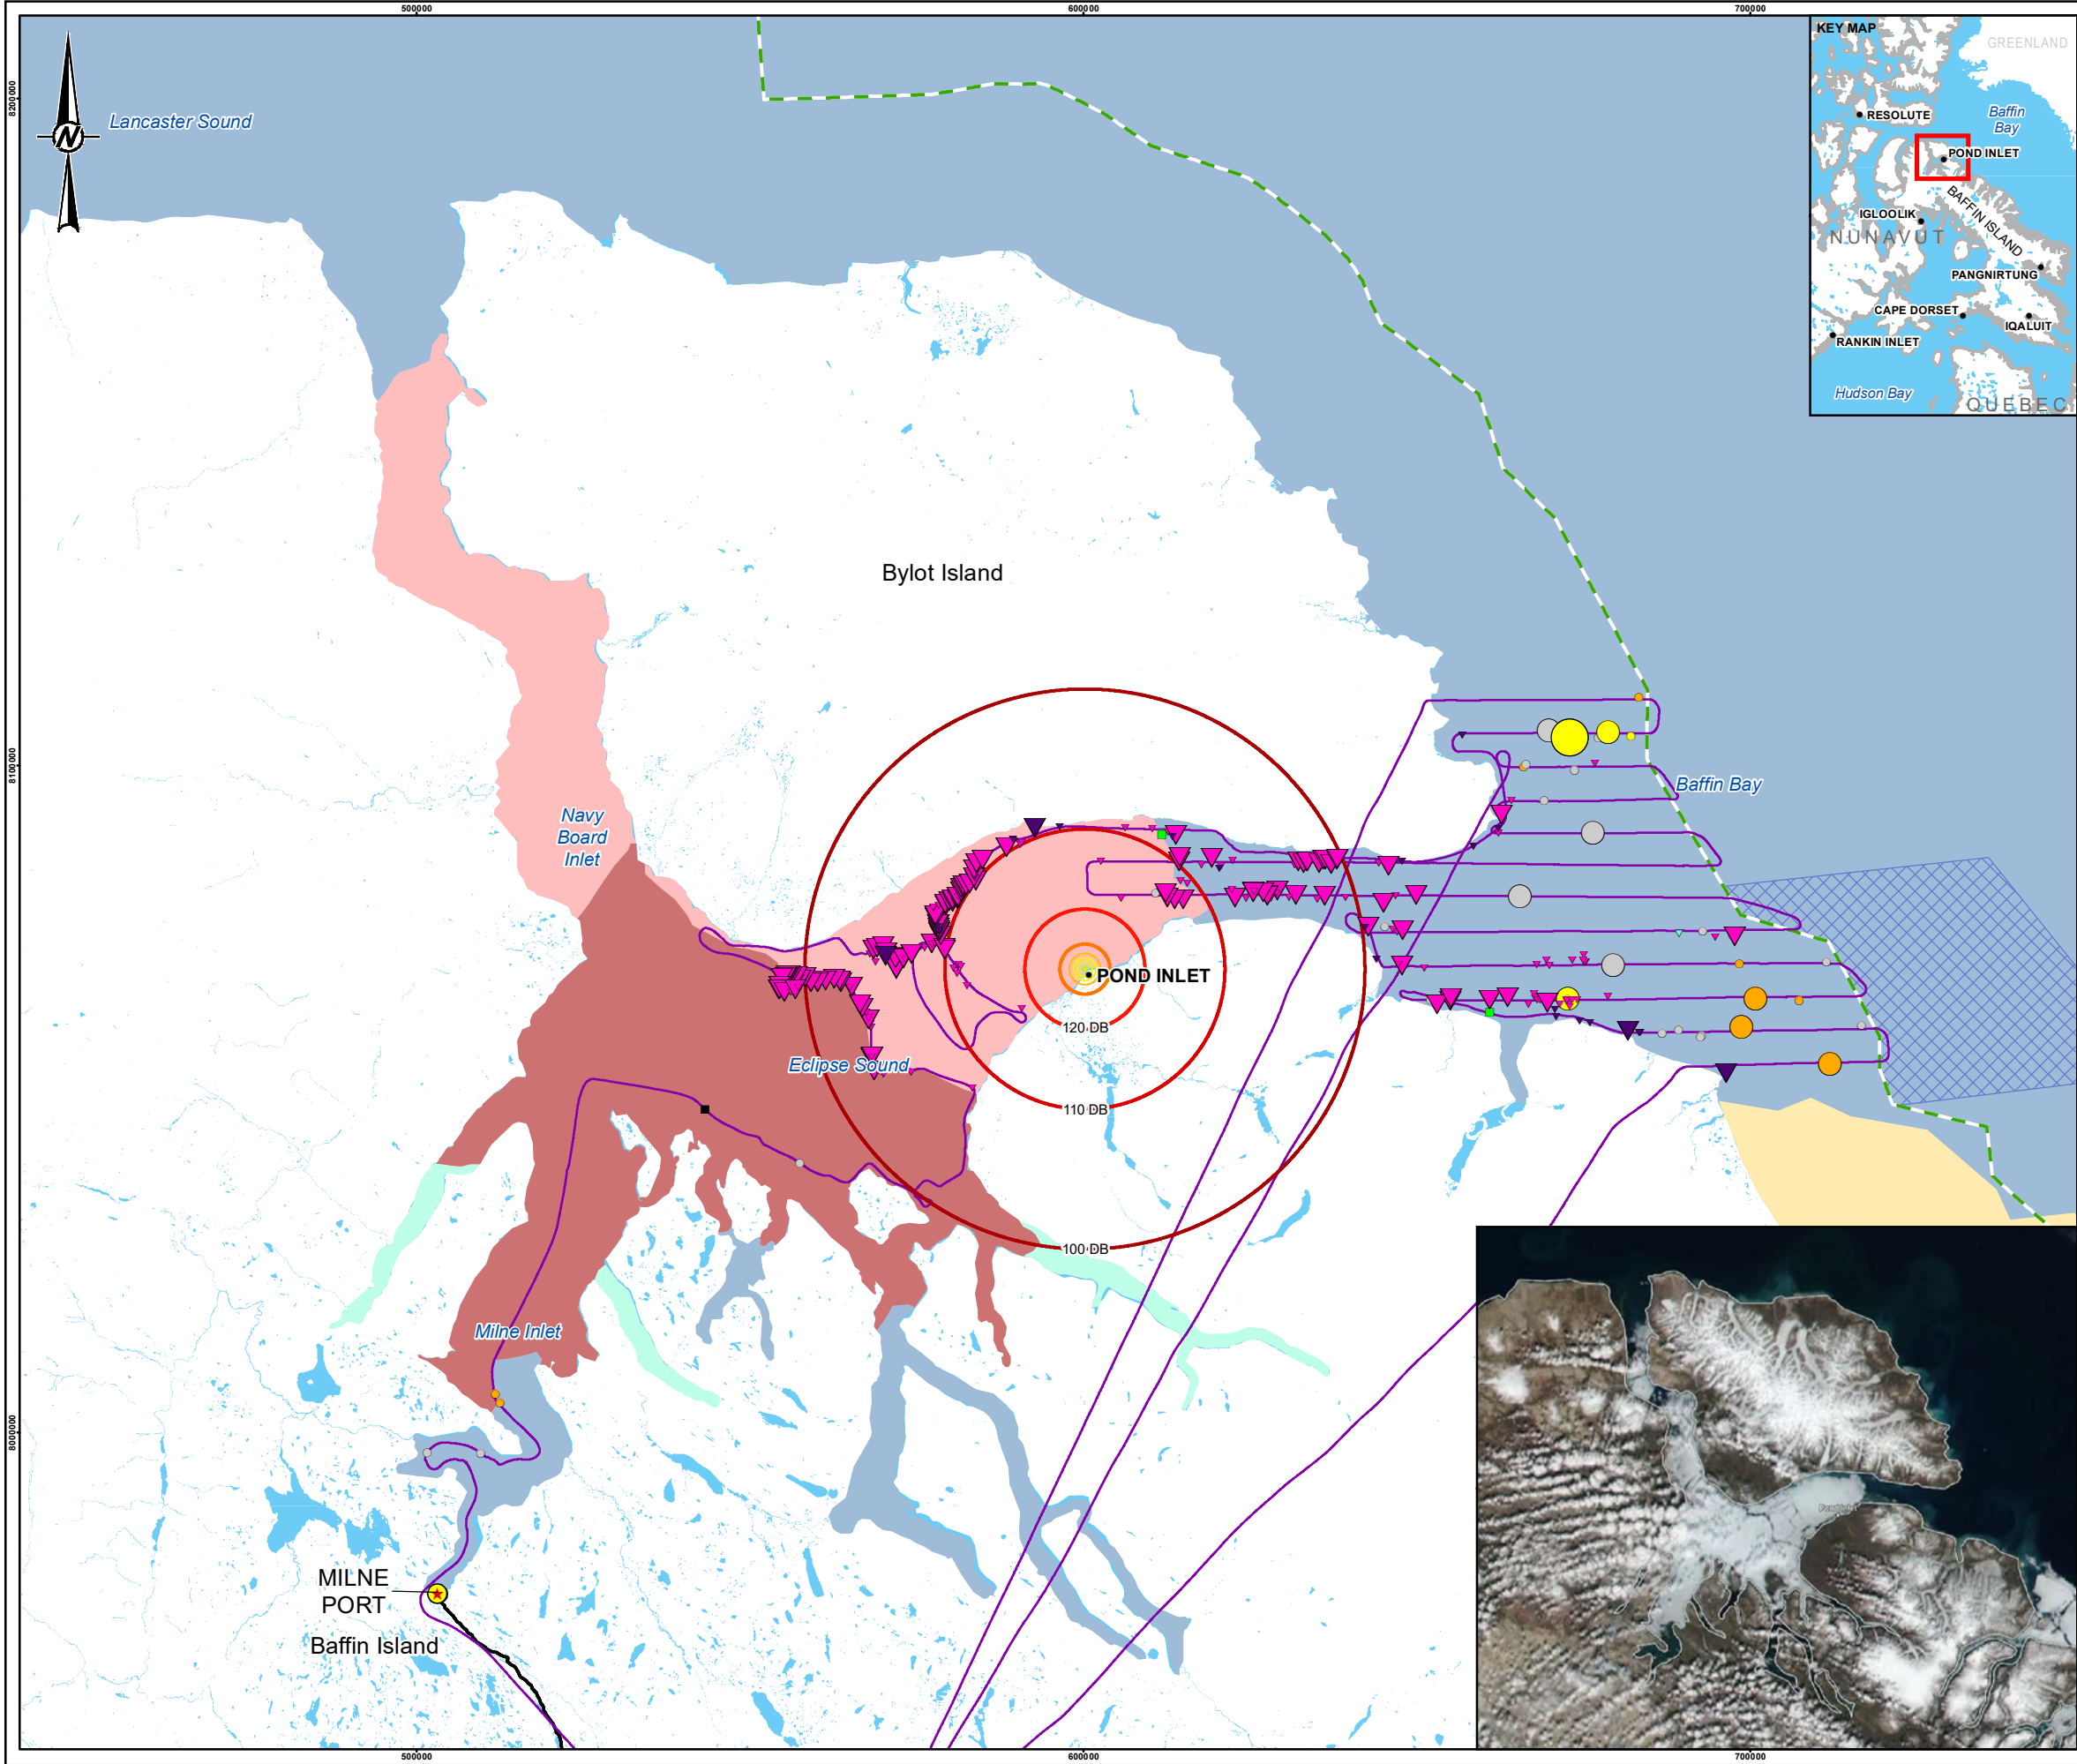 500000
600000
700000
8200000
8100000
8000000
N
Lancaster Sound
KEY MAP
GREENLAND
Baffin
Bay
RESOLUTE
POND INLET
BAFFIN ISLAND
IGLOOLIK
NUNAVUT
PANGNIRTUNG
CAPE DORSET
IQALUIT
RANKIN INLET
Hudson Bay
QUEBEC
Bylot Island
Baffin Bay
Navy
Board
Inlet
POND INLET
120 DB
Eclipse Sound
110 DB
100 DB
Milne Inlet
MILNE
PORT
Baffin Island
Pond Inlet
500000
600000
700000